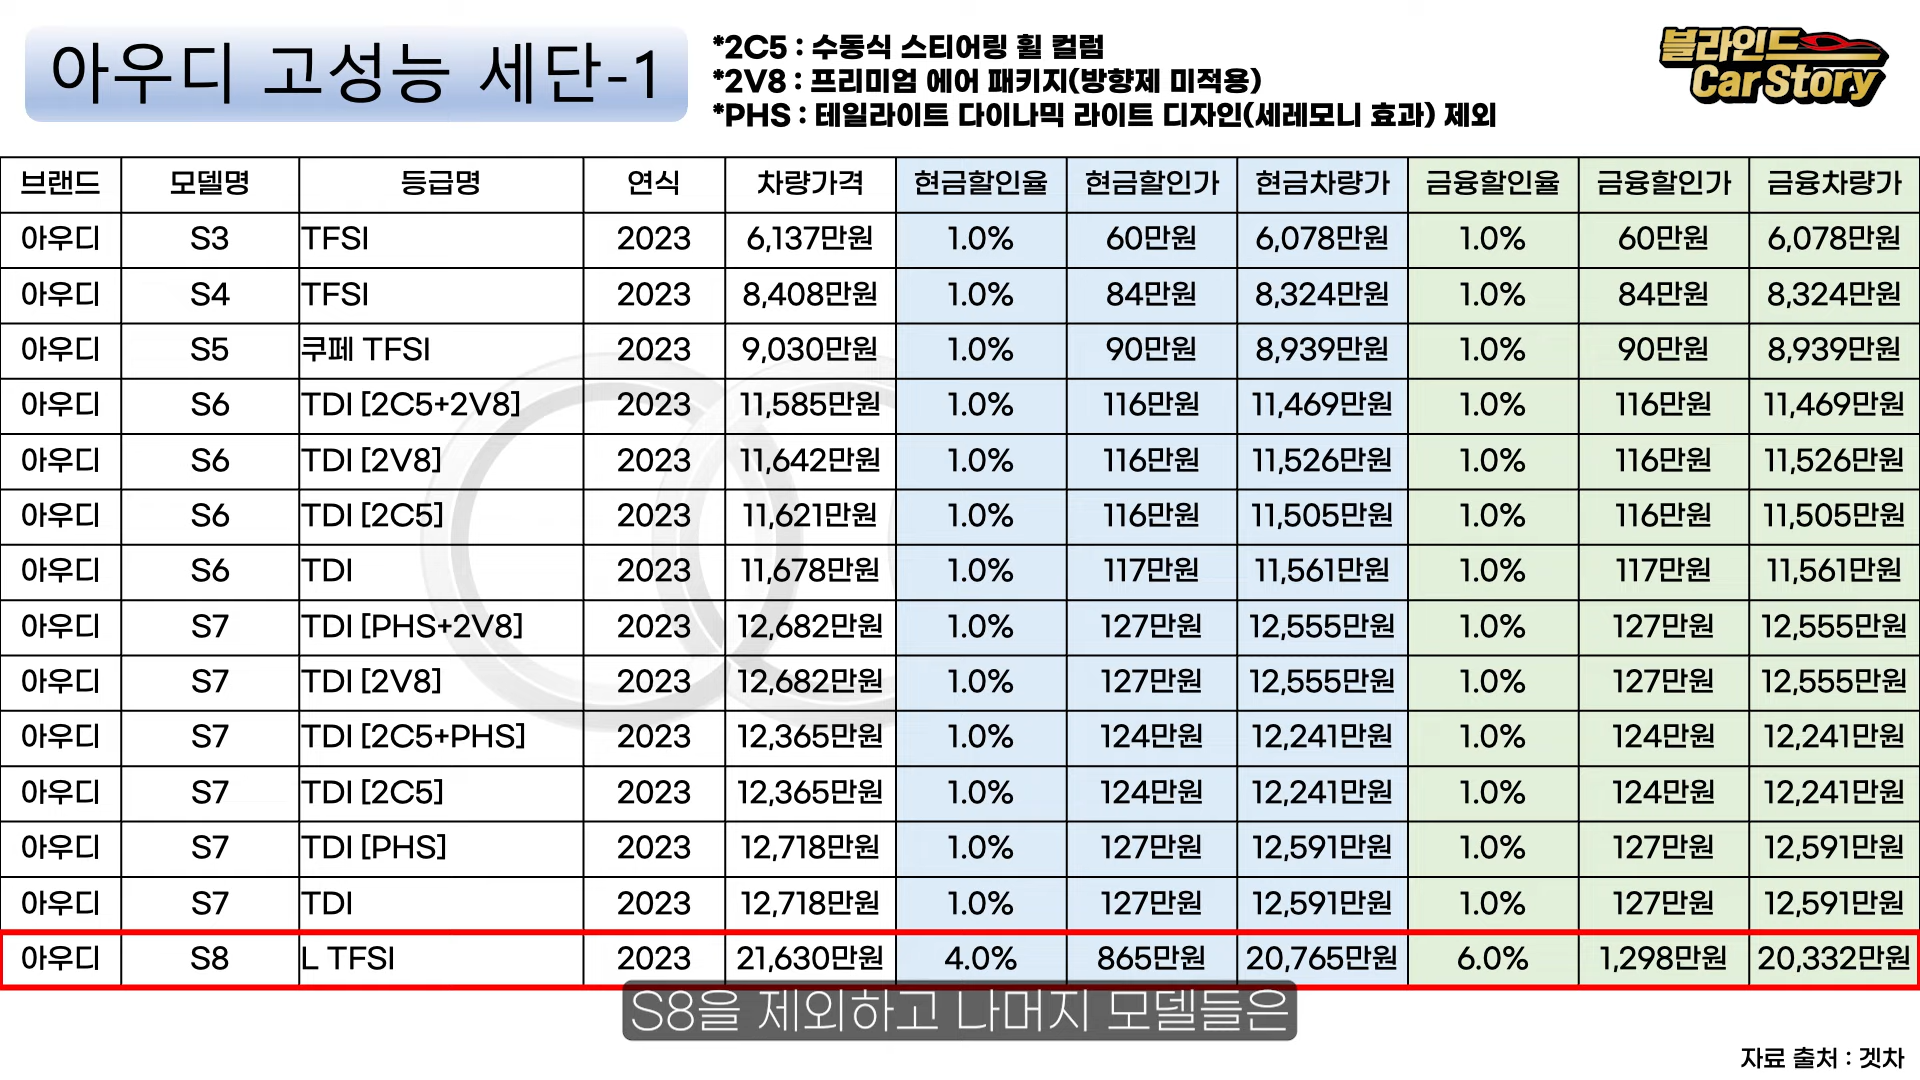 아우디 고성능 세단-1
*2C5 : 수동식 스티어링 휠 컬럼
*2V8 : 프리미엄 에어 패키지(방향제 미적용)
*PHS : 테일라이트 다이나믹 라이트 디자인(세레모니 효과) 제외
블라인드
Car Story
브랜드 모델명 등급명 연식 차량가격 현금할인율 현금할인가 현금차량가 금융할인율 금융할인가 금융차량가
아우디 S3 TFSI 2023 6,137만원 1.0% 60만원 6,078만원 1.0% 60만원 6,078만원
아우디 S4 TFSI 2023 8,408만원 1.0% 84만원 8,324만원 1.0% 84만원 8,324만원
아우디 S5 쿠페 TFSI 2023 9,030만원 1.0% 90만원 8,939만원 1.0% 90만원 8,939만원
아우디 S6 TDI [2C5+2V8] 2023 11,585만원 1.0% 116만원 11,469만원 1.0% 116만원 11,469만원
아우디 S6 TDI [2V8] 2023 11,642만원 1.0% 116만원 11,526만원 1.0% 116만원 11,526만원
아우디 S6 TDI [2C5] 2023 11,621만원 1.0% 116만원 11,505만원 1.0% 116만원 11,505만원
아우디 S6 TDI 2023 11,678만원 1.0% 117만원 11,561만원 1.0% 117만원 11,561만원
아우디 S7 TDI [PHS+2V8] 2023 12,682만원 1.0% 127만원 12,555만원 1.0% 127만원 12,555만원
아우디 S7 TDI [2V8] 2023 12,682만원 1.0% 127만원 12,555만원 1.0% 127만원 12,555만원
아우디 S7 TDI [2C5+PHS] 2023 12,365만원 1.0% 124만원 12,241만원 1.0% 124만원 12,241만원
아우디 S7 TDI [2C5] 2023 12,365만원 1.0% 124만원 12,241만원 1.0% 124만원 12,241만원
아우디 S7 TDI [PHS] 2023 12,718만원 1.0% 127만원 12,591만원 1.0% 127만원 12,591만원
아우디 S7 TDI 2023 12,718만원 1.0% 127만원 12,591만원 1.0% 127만원 12,591만원
아우디 S8 L TFSI 2023 21,630만원 4.0% 865만원 20,765만원 6.0% 1,298만원 20,332만원
S8을 제외하고 나머지 모델들은
자료 출처 : 겟차